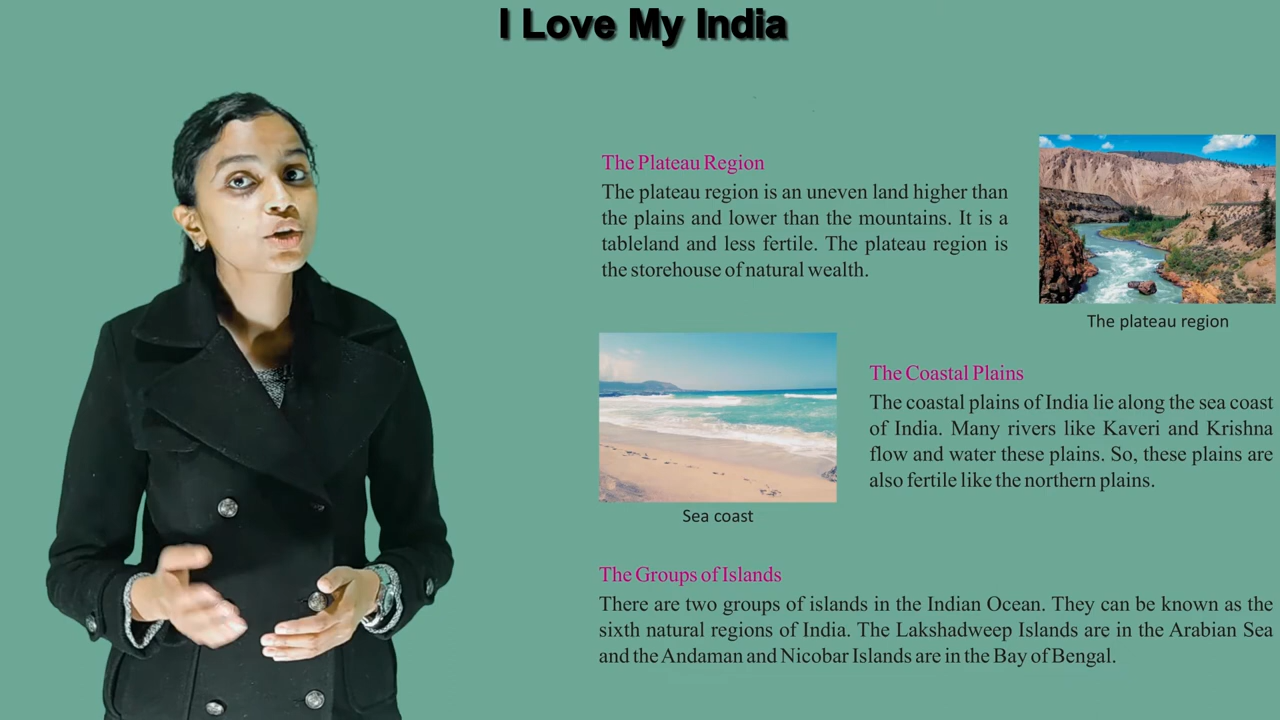 I Love My India
The Plateau Region
The plateau region is an uneven land higher than
the plains and lower than the mountains. It is a
tableland and less fertile. The plateau region is
the storehouse of natural wealth.
The plateau region
Sea coast
The Coastal Plains
The coastal plains of India lie along the sea coast
of India. Many rivers like Kaveri and Krishna
flow and water these plains. So, these plains are
also fertile like the northern plains.
The Groups of Islands
There are two groups of islands in the Indian Ocean. They can be known as the
sixth natural regions of India. The Lakshadweep Islands are in the Arabian Sea
and the Andaman and Nicobar Islands are in the Bay of Bengal.